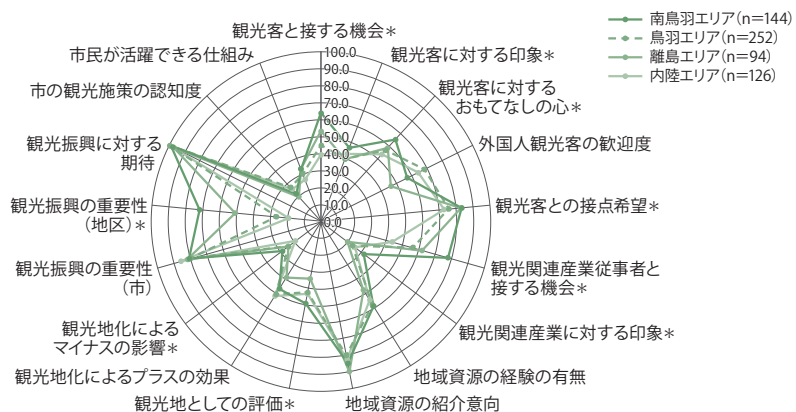 観光客と接する機会＊
観光客に対する印象＊
観光客に対する
おもてなしの心＊
外国人観光客の歓迎度
観光客との接点希望＊
観光関連産業従事者と
接する機会＊
観光関連産業に対する印象＊
地域資源の経験の有無
地域資源の紹介意向
観光地としての評価＊
観光地化によるプラスの効果
観光地化による
マイナスの影響＊
観光振興の重要性
（市）
観光振興の重要性
（地区）＊
観光振興に対する
期待
市の観光施策の認知度
市民が活躍できる仕組み
100.0
90.0
80.0
70.0
60.0
50.0
40.0
30.0
20.0
10.0
0.0
南鳥羽エリア（n=144）
鳥羽エリア（n=252）
離島エリア（n=94）
内陸エリア（n=126）